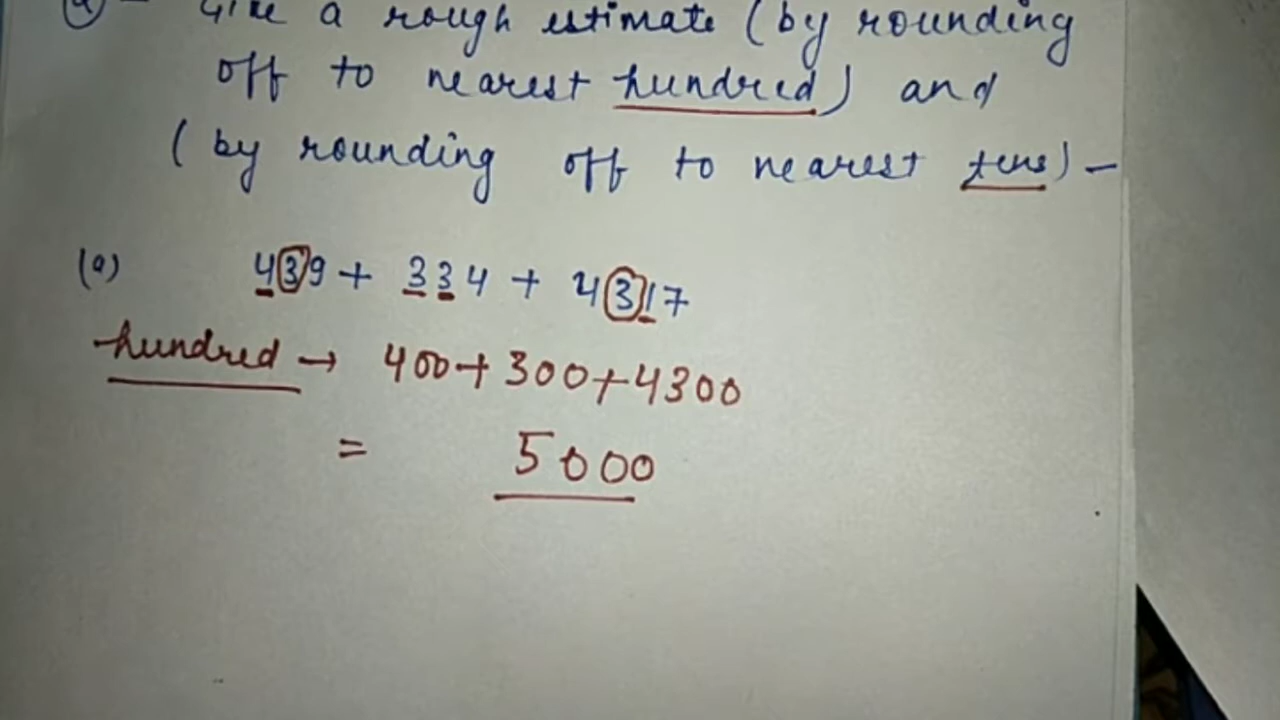 Q - Give a rough estimate (by rounding
off to nearest hundred) and
(by rounding off to nearest tens) -
(a) 439 + 334 + 4317
hundred → 400 + 300 + 4300
= 5000